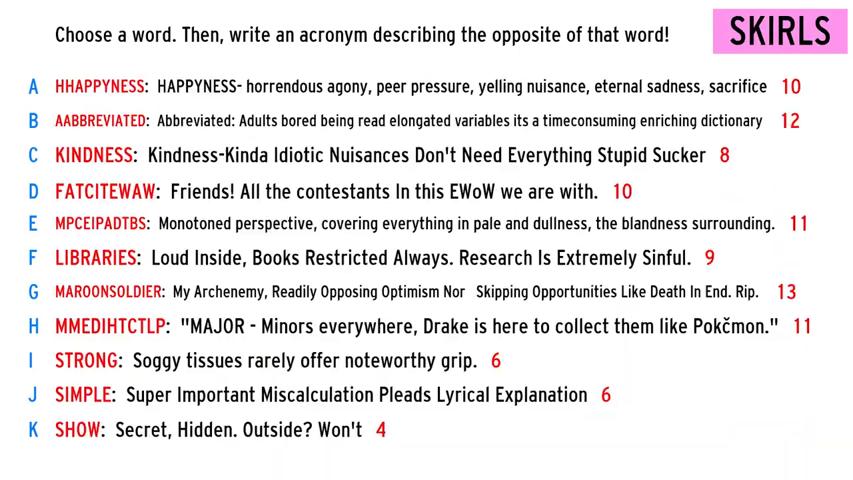 Choose a word. Then, write an acronym describing the opposite of that word!
SKIRLS
A HHAPPYNESS: HAPPYNESS- horrendous agony, peer pressure, yelling nuisance, eternal sadness, sacrifice 10
B AABBREVIATED: Abbreviated: Adults bored being read elongated variables its a timeconsuming enriching dictionary 12
C KINDNESS: Kindness-Kinda Idiotic Nuisances Don't Need Everything Stupid Sucker 8
D FATCITEWAW: Friends! All the contestants In this EWoW we are with. 10
E MPCEIPADTBS: Monotoned perspective, covering everything in pale and dullness, the blandness surrounding. 11
F LIBRARIES: Loud Inside, Books Restricted Always. Research Is Extremely Sinful. 9
G MAROONSOLDIER: My Archenemy, Readily Opposing Optimism Nor Skipping Opportunities Like Death In End. Rip. 13
H MMEDIHTCTLP: "MAJOR - Minors everywhere, Drake is here to collect them like Pokčmon." 11
I STRONG: Soggy tissues rarely offer noteworthy grip. 6
J SIMPLE: Super Important Miscalculation Pleads Lyrical Explanation 6
K SHOW: Secret, Hidden. Outside? Won't 4